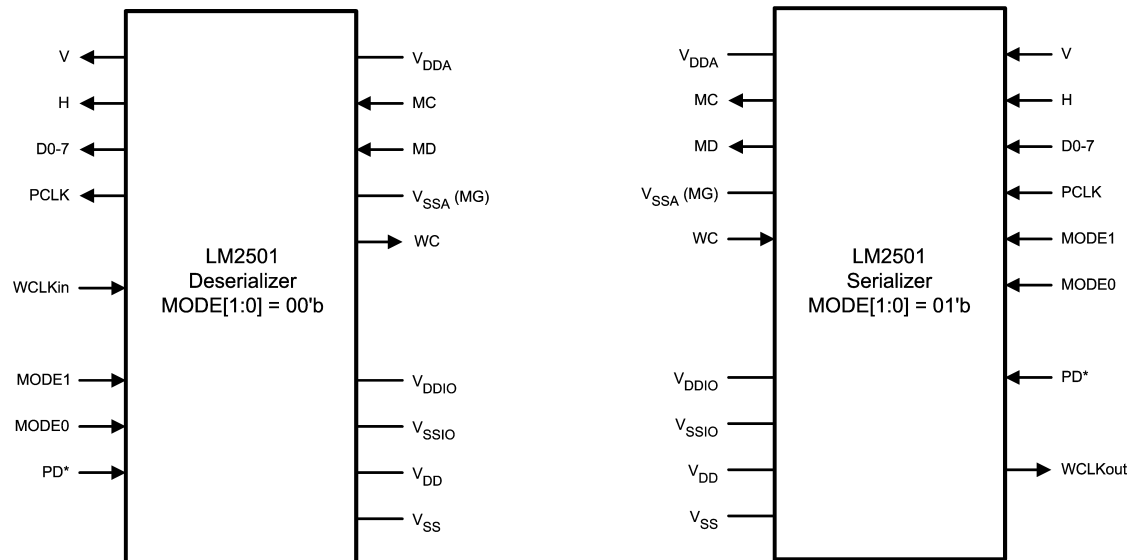 V
H
D0-7
PCLK
WCLKin
MODE1
MODE0
PD*
LM2501
Deserializer
MODE[1:0] = 00'b
VDDA
MC
MD
VSSA (MG)
WC
VDDIO
VSSIO
VDD
VSS
VDDA
MC
MD
VSSA (MG)
WC
VDDIO
VSSIO
VDD
VSS
LM2501
Serializer
MODE[1:0] = 01'b
V
H
D0-7
PCLK
MODE1
MODE0
PD*
WCLKout